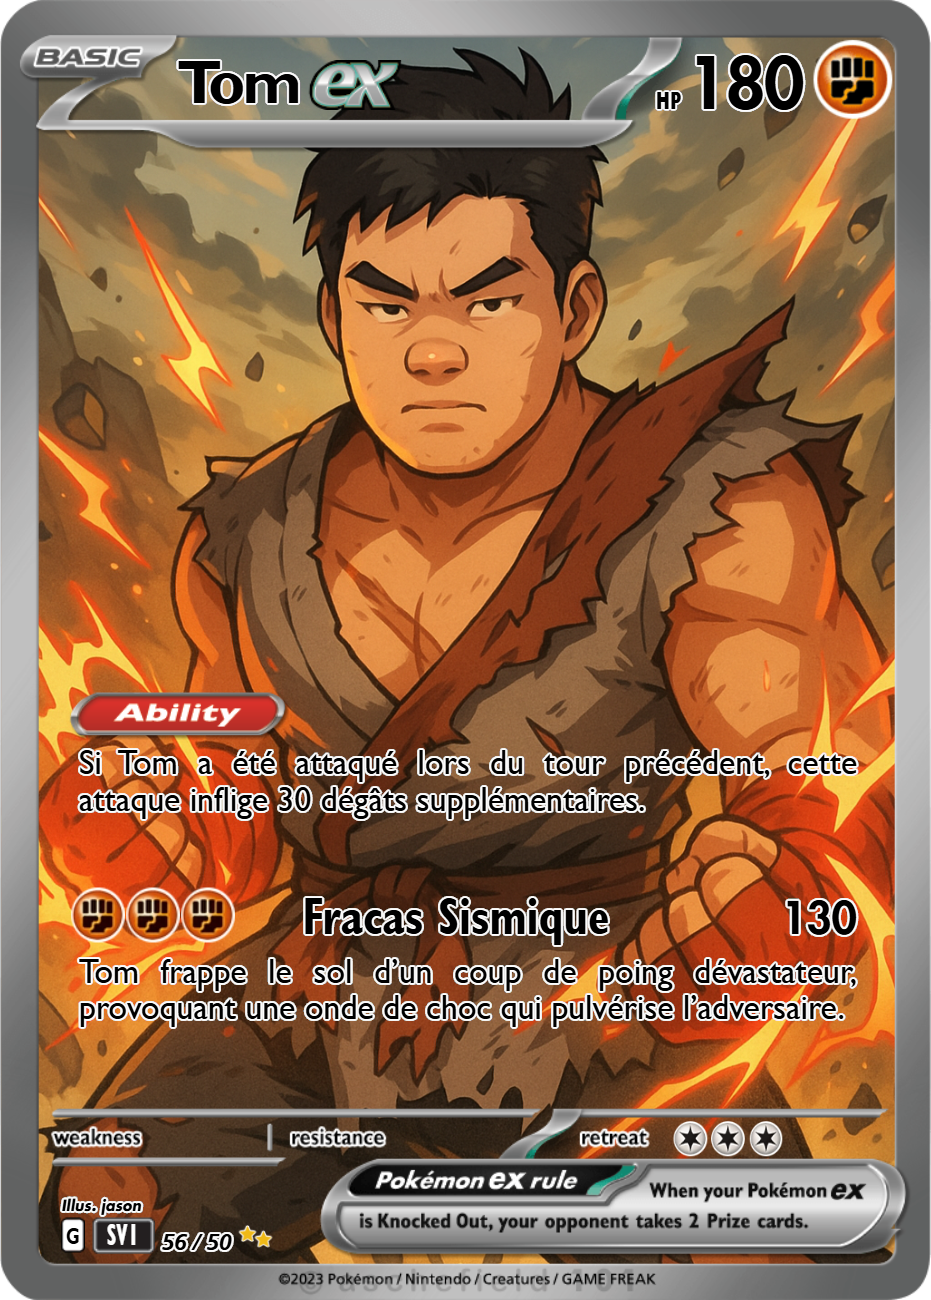 BASIC
Tom ex HP 180
Ability
Si Tom a été attaqué lors du tour précédent, cette
attaque inflige 30 dégâts supplémentaires.
Fracas Sismique 130
Tom frappe le sol d'un coup de poing dévastateur,
provoquant une onde de choc qui pulvérise l'adversaire.
weakness resistance retreat
Pokémon ex rule When your Pokémon ex
is Knocked Out, your opponent takes 2 Prize cards.
Illus. jason
G SVI 56 / 50
©2023 Pokémon / Nintendo / Creatures / GAME FREAK